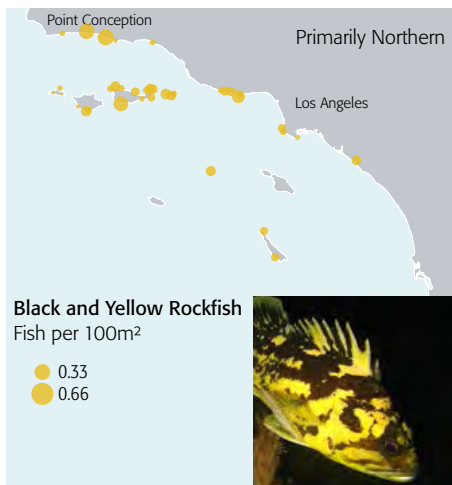 Point Conception
Primarily Northern
Los Angeles
Black and Yellow Rockfish
Fish per 100m²
0.33
0.66